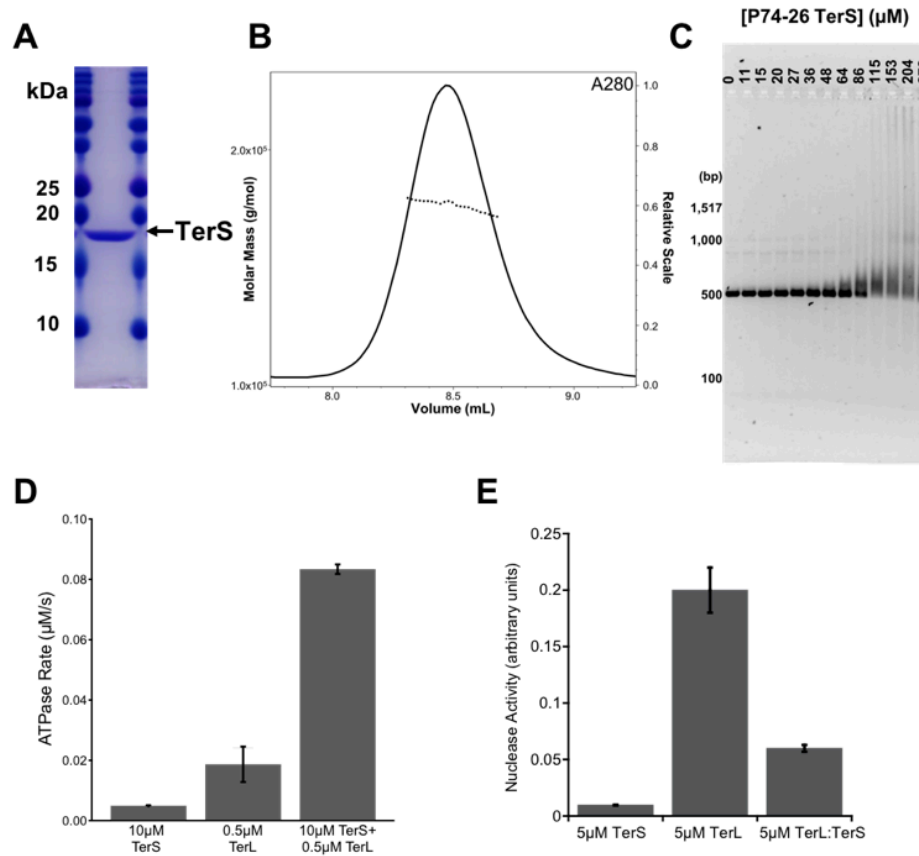 A
kDa
25
20
15
10
TerS
B
A280
Molar Mass (g/mol)
2.0x10⁵
1.0x10⁵
8.0
8.5
9.0
Volume (mL)
1.0
0.8
0.6
0.4
0.2
0.0
Relative Scale
[P74-26 TerS] (µM)
C
0 11 15 20 27 36 48 64 86 115 153 204
(bp)
1,517
1,000
500
100
D
ATPase Rate (µM/s)
0.10
0.08
0.06
0.04
0.02
0.00
10µM TerS
0.5µM TerL
10µM TerS+ 0.5µM TerL
E
Nuclease Activity (arbitrary units)
0.25
0.2
0.15
0.1
0.05
0
5µM TerS
5µM TerL
5µM TerL:TerS